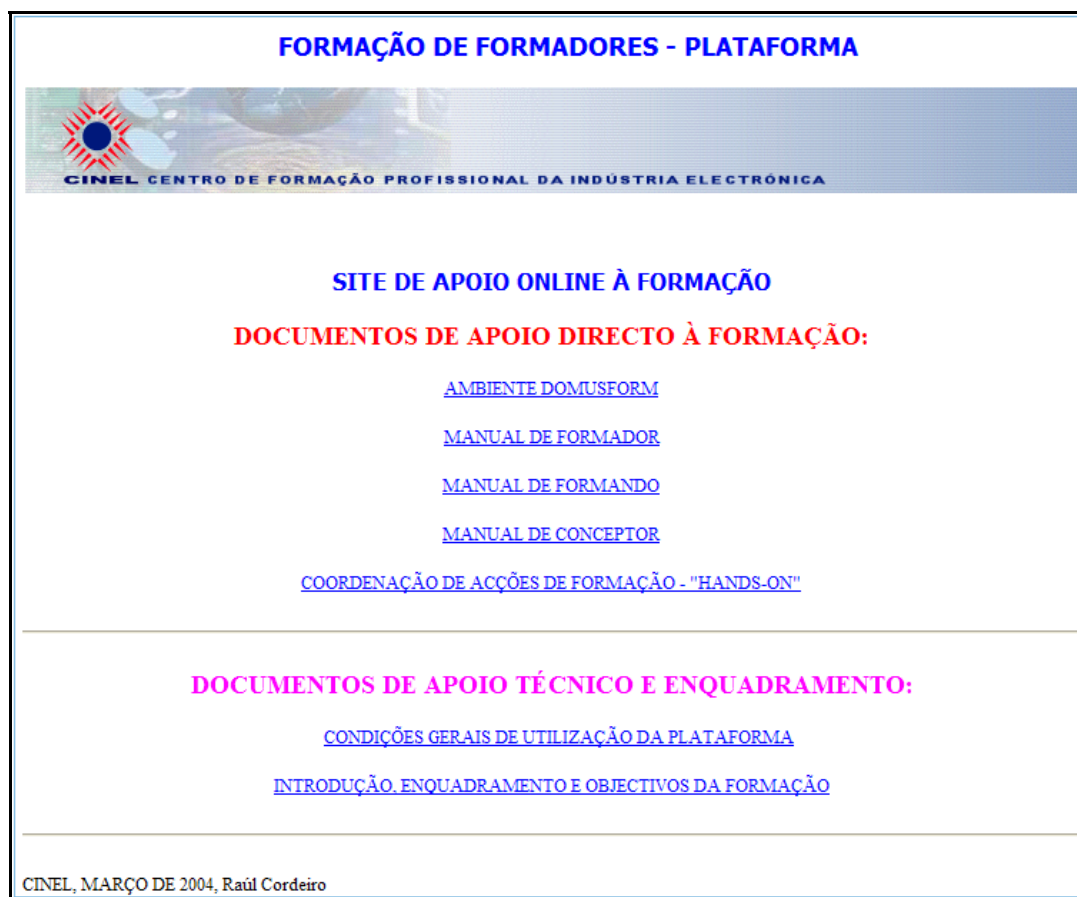 FORMAÇÃO DE FORMADORES - PLATAFORMA
CINEL CENTRO DE FORMAÇÃO PROFISSIONAL DA INDÚSTRIA ELECTRÓNICA
SITE DE APOIO ONLINE À FORMAÇÃO
DOCUMENTOS DE APOIO DIRECTO À FORMAÇÃO:
AMBIENTE DOMUSFORM
MANUAL DE FORMADOR
MANUAL DE FORMANDO
MANUAL DE CONCEPTOR
COORDENAÇÃO DE ACÇÕES DE FORMAÇÃO - "HANDS-ON"
DOCUMENTOS DE APOIO TÉCNICO E ENQUADRAMENTO:
CONDIÇÕES GERAIS DE UTILIZAÇÃO DA PLATAFORMA
INTRODUÇÃO, ENQUADRAMENTO E OBJECTIVOS DA FORMAÇÃO
CINEL, MARÇO DE 2004, Raúl Cordeiro